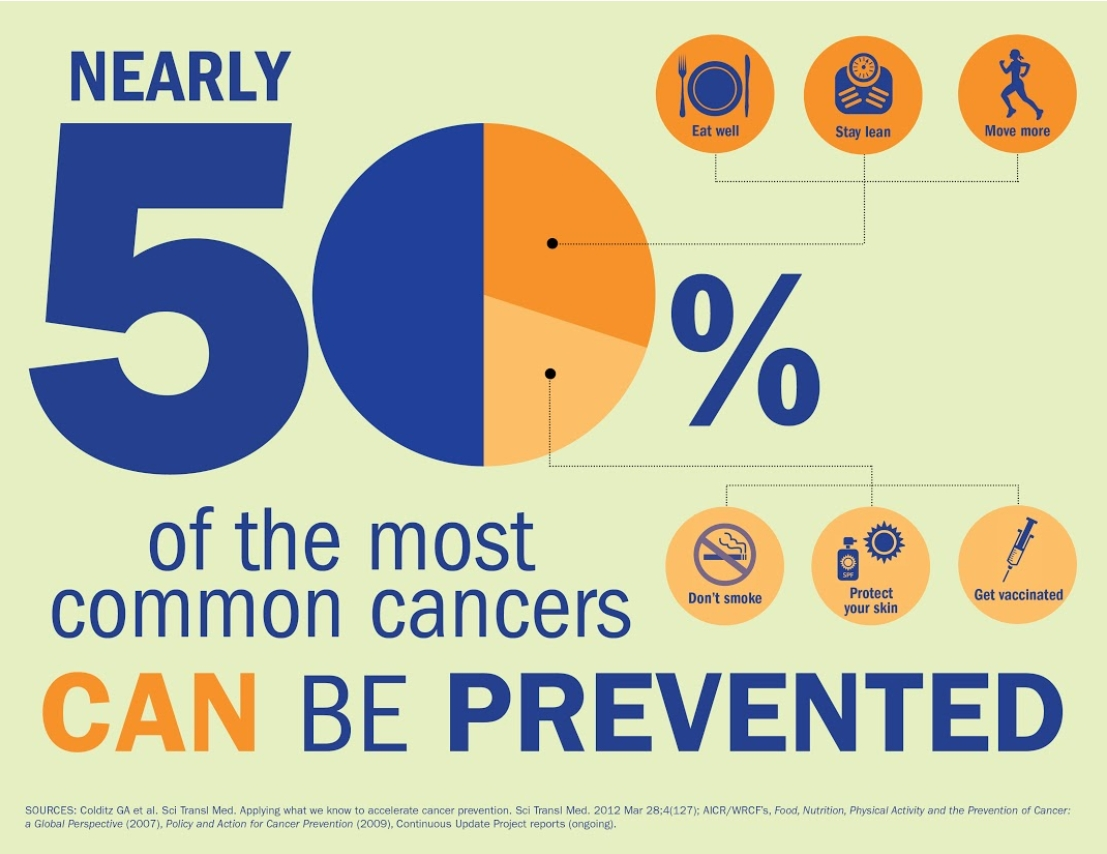 NEARLY
50%
of the most
common cancers
CAN BE PREVENTED
Eat well
Stay lean
Move more
Don't smoke
SPF
Protect
your skin
Get vaccinated
SOURCES: Colditz GA et al. Sci Transl Med. Applying what we know to accelerate cancer prevention. Sci Transl Med. 2012 Mar 28;4(127); AICR/WRCF's, Food, Nutrition, Physical Activity and the Prevention of Cancer:
a Global Perspective (2007), Policy and Action for Cancer Prevention (2009), Continuous Update Project reports (ongoing).